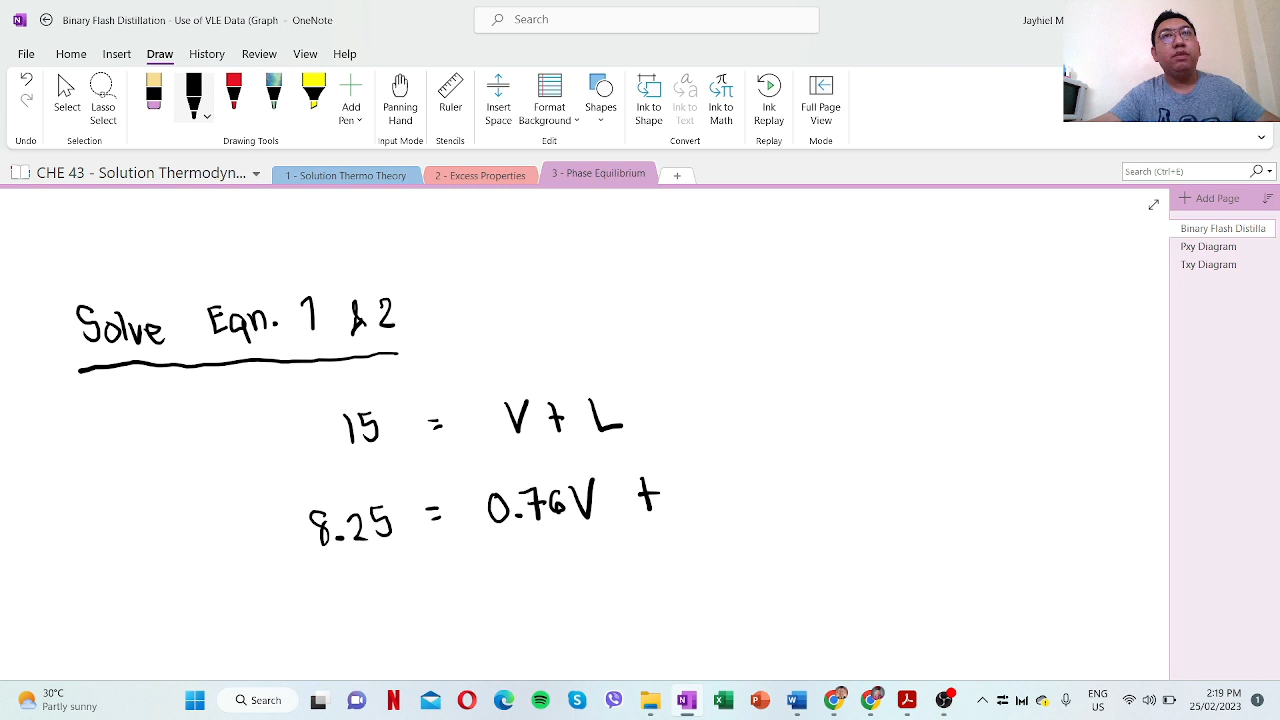 Binary Flash Distillation - Use of VLE Data (Graph - OneNote
Search
Jayhiel M
File Home Insert Draw History Review View Help
Undo
Select
Lasso Select
Add Pen
Panning Hand
Ruler
Insert Space
Format Background
Shapes
Ink to Shape
Ink to Text
Ink to Math
Ink Replay
Full Page View
Undo Drawing Tools Input Mode Stencils Edit Convert Replay Mode
CHE 43 - Solution Thermodyn...
1 - Solution Thermo Theory
2 - Excess Properties
3 - Phase Equilibrium
+
Search (Ctrl+E)
Add Page
Binary Flash Distilla
Pxy Diagram
Txy Diagram
Solve Eqn. 1 & 2
15 = V + L
8.25 = 0.76V +
30°C
Partly sunny
Search
ENG
US
2:19 PM
25/02/2023
1